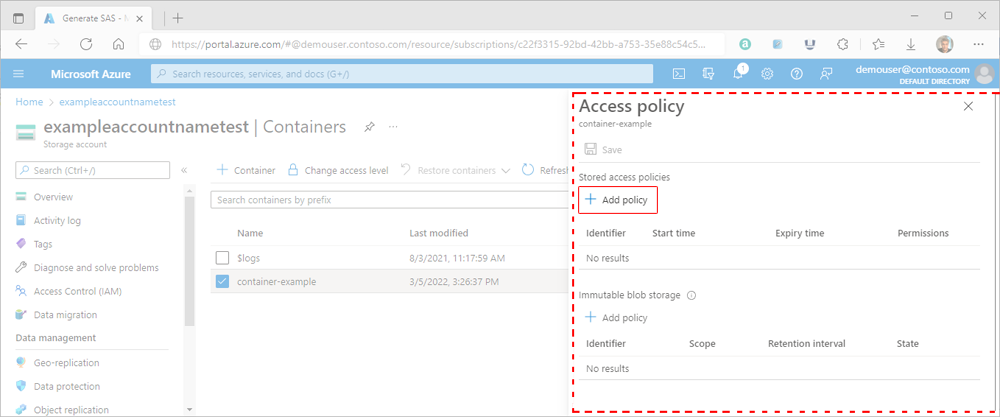 Generate SAS - M
https://portal.azure.com/#@demouser.contoso.com/resource/subscriptions/c22f3315-92bd-42bb-a753-35e88c54c5...
Microsoft Azure
Search resources, services, and docs (G+/)
1
demouser@contoso.com
DEFAULT DIRECTORY
Home > exampleaccountnametest
exampleaccountnametest | Containers
Storage account
Search (Ctrl+/)
Overview
Activity log
Tags
Diagnose and solve problems
Access Control (IAM)
Data migration
Data management
Geo-replication
Data protection
Object replication
Container
Change access level
Restore containers
Refresh
Search containers by prefix
Name Last modified
$logs 8/3/2021, 11:17:59 AM
container-example 3/5/2022, 3:26:37 PM
Access policy
container-example
Save
Stored access policies
Add policy
Identifier Start time Expiry time Permissions
No results
Immutable blob storage
Add policy
Identifier Scope Retention interval State
No results